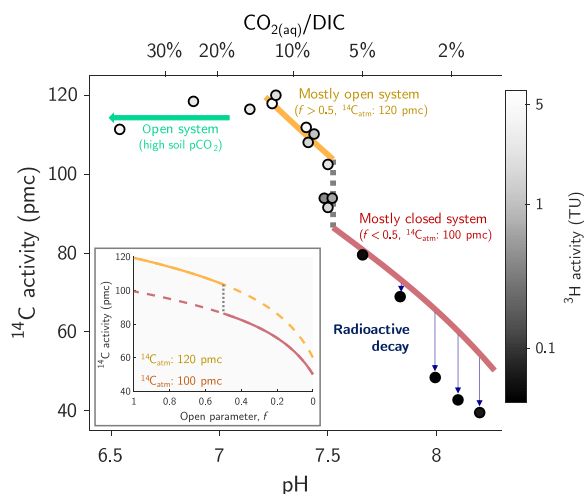 CO2(aq)/DIC
30% 20% 10% 5% 2%
120
100
80
60
40
14C activity (pmc)
Open system
(high soil pCO2)
Mostly open system
(f > 0.5, 14Catm: 120 pmc)
Mostly closed system
(f < 0.5, 14Catm: 100 pmc)
Radioactive
decay
5
1
0.1
3H activity (TU)
120
100
80
60
40
14C activity (pmc)
14Catm: 120 pmc
14Catm: 100 pmc
1 0.8 0.6 0.4 0.2 0
Open parameter, f
6.5 7 7.5 8
pH